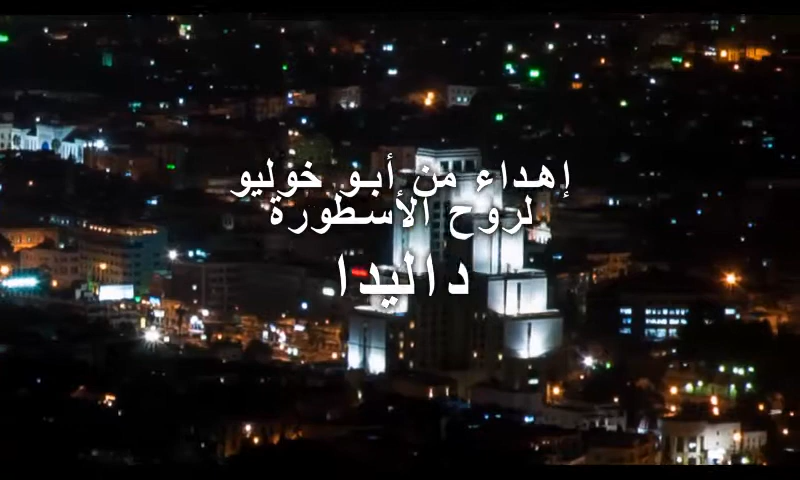 إهداء من أبو خوليو
لروح الأسطورة
داليدا